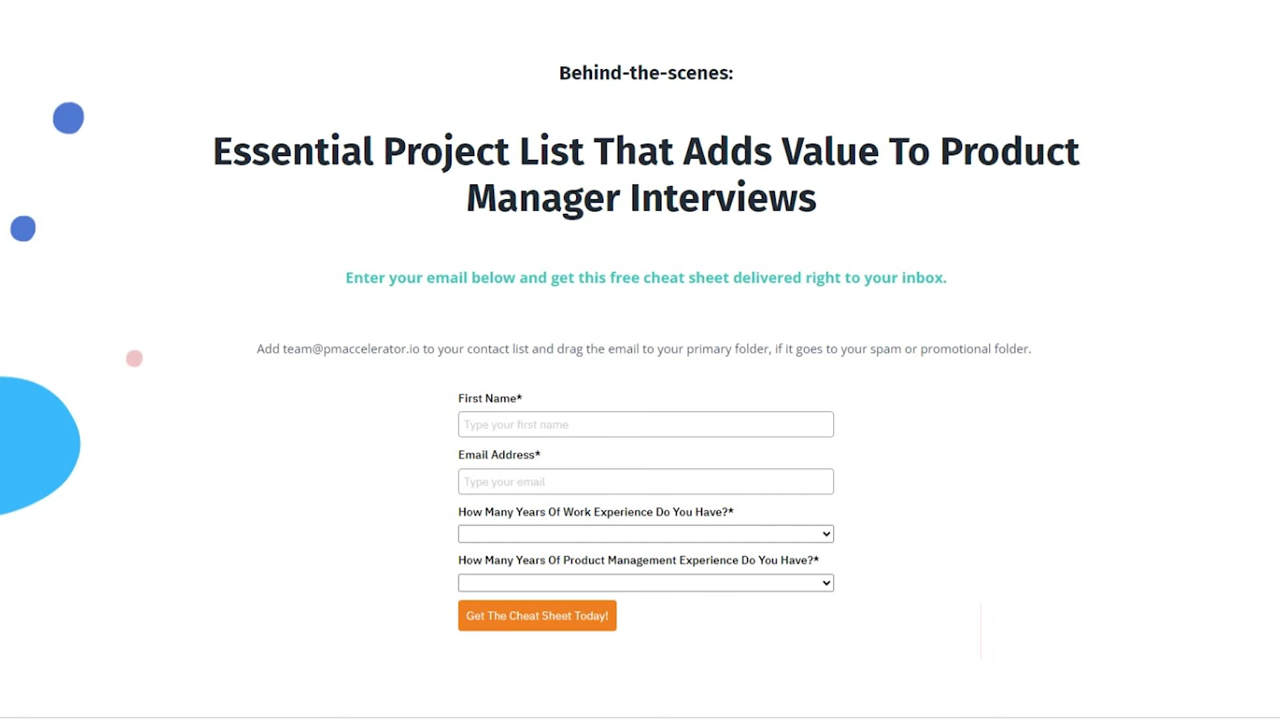 Behind-the-scenes:
Essential Project List That Adds Value To Product
Manager Interviews
Enter your email below and get this free cheat sheet delivered right to your inbox.
Add team@pmaccelerator.io to your contact list and drag the email to your primary folder, if it goes to your spam or promotional folder.
First Name*
Type your first name
Email Address*
Type your email
How Many Years Of Work Experience Do You Have?*
How Many Years Of Product Management Experience Do You Have?*
Get The Cheat Sheet Today!